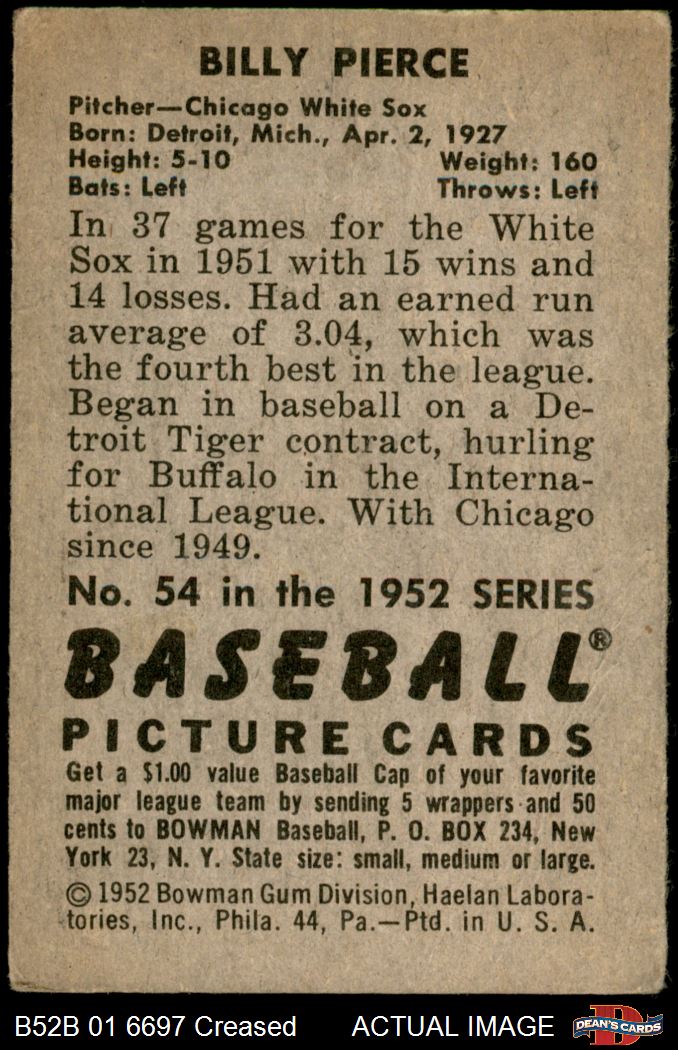 BILLY PIERCE
Pitcher—Chicago White Sox
Born: Detroit, Mich., Apr. 2, 1927
Height: 5-10 Weight: 160
Bats: Left Throws: Left
In 37 games for the White
Sox in 1951 with 15 wins and
14 losses. Had an earned run
average of 3.04, which was
the fourth best in the league.
Began in baseball on a De-
troit Tiger contract, hurling
for Buffalo in the Interna-
tional League. With Chicago
since 1949.
No. 54 in the 1952 SERIES
BASEBALL®
PICTURE CARDS
Get a $1.00 value Baseball Cap of your favorite
major league team by sending 5 wrappers and 50
cents to BOWMAN Baseball, P. O. BOX 234, New
York 23, N. Y. State size: small, medium or large.
© 1952 Bowman Gum Division, Haelan Labora-
tories, Inc., Phila. 44, Pa.—Ptd. in U. S. A.
B52B 01 6697 Creased ACTUAL IMAGE D DEAN'S CARDS